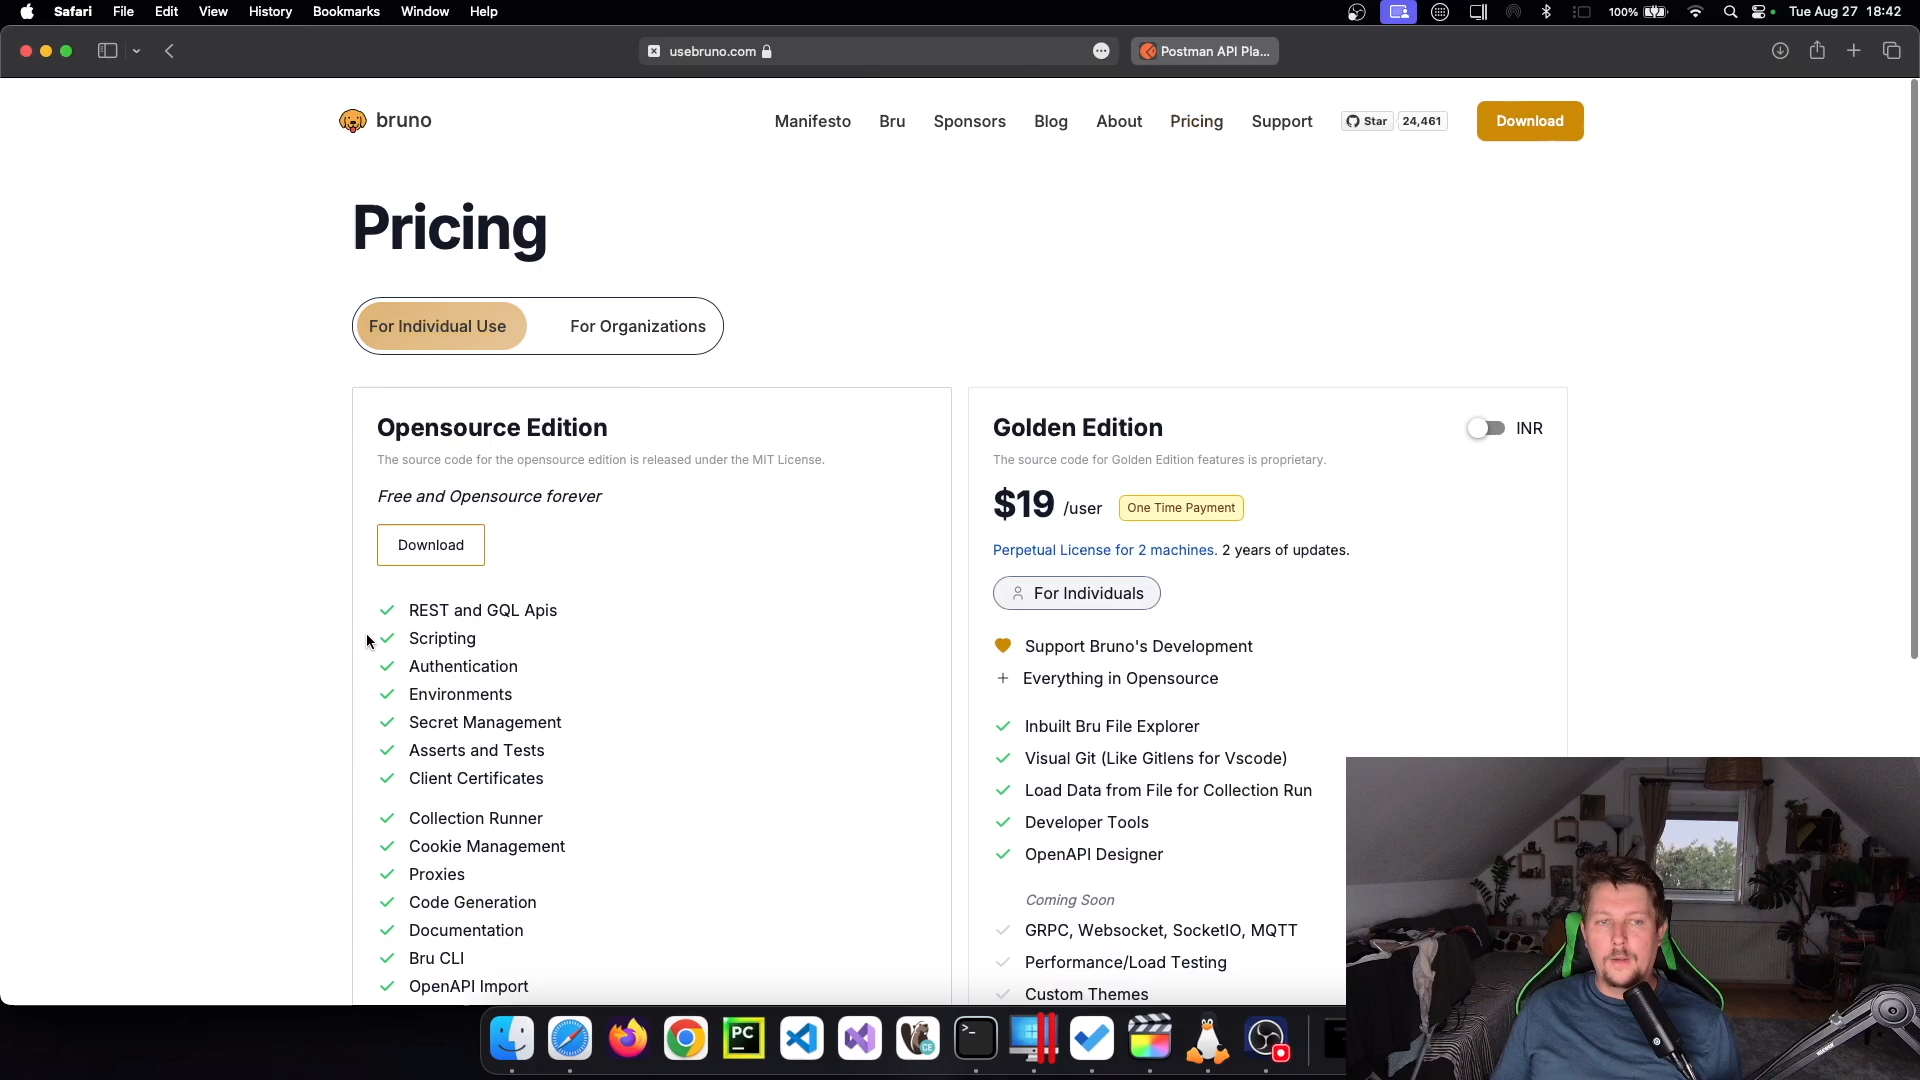 Safari File Edit View History Bookmarks Window Help
100% Tue Aug 27 18:42
usebruno.com
Postman API Pla...
bruno
Manifesto Bru Sponsors Blog About Pricing Support Star 24,461 Download
Pricing
For Individual Use For Organizations
Opensource Edition
The source code for the opensource edition is released under the MIT License.
Free and Opensource forever
Download
REST and GQL Apis
Scripting
Authentication
Environments
Secret Management
Asserts and Tests
Client Certificates
Collection Runner
Cookie Management
Proxies
Code Generation
Documentation
Bru CLI
OpenAPI Import
Golden Edition
INR
The source code for Golden Edition features is proprietary.
$19 /user One Time Payment
Perpetual License for 2 machines. 2 years of updates.
For Individuals
Support Bruno's Development
Everything in Opensource
Inbuilt Bru File Explorer
Visual Git (Like Gitlens for Vscode)
Load Data from File for Collection Run
Developer Tools
OpenAPI Designer
Coming Soon
GRPC, Websocket, SocketIO, MQTT
Performance/Load Testing
Custom Themes
PC
CE